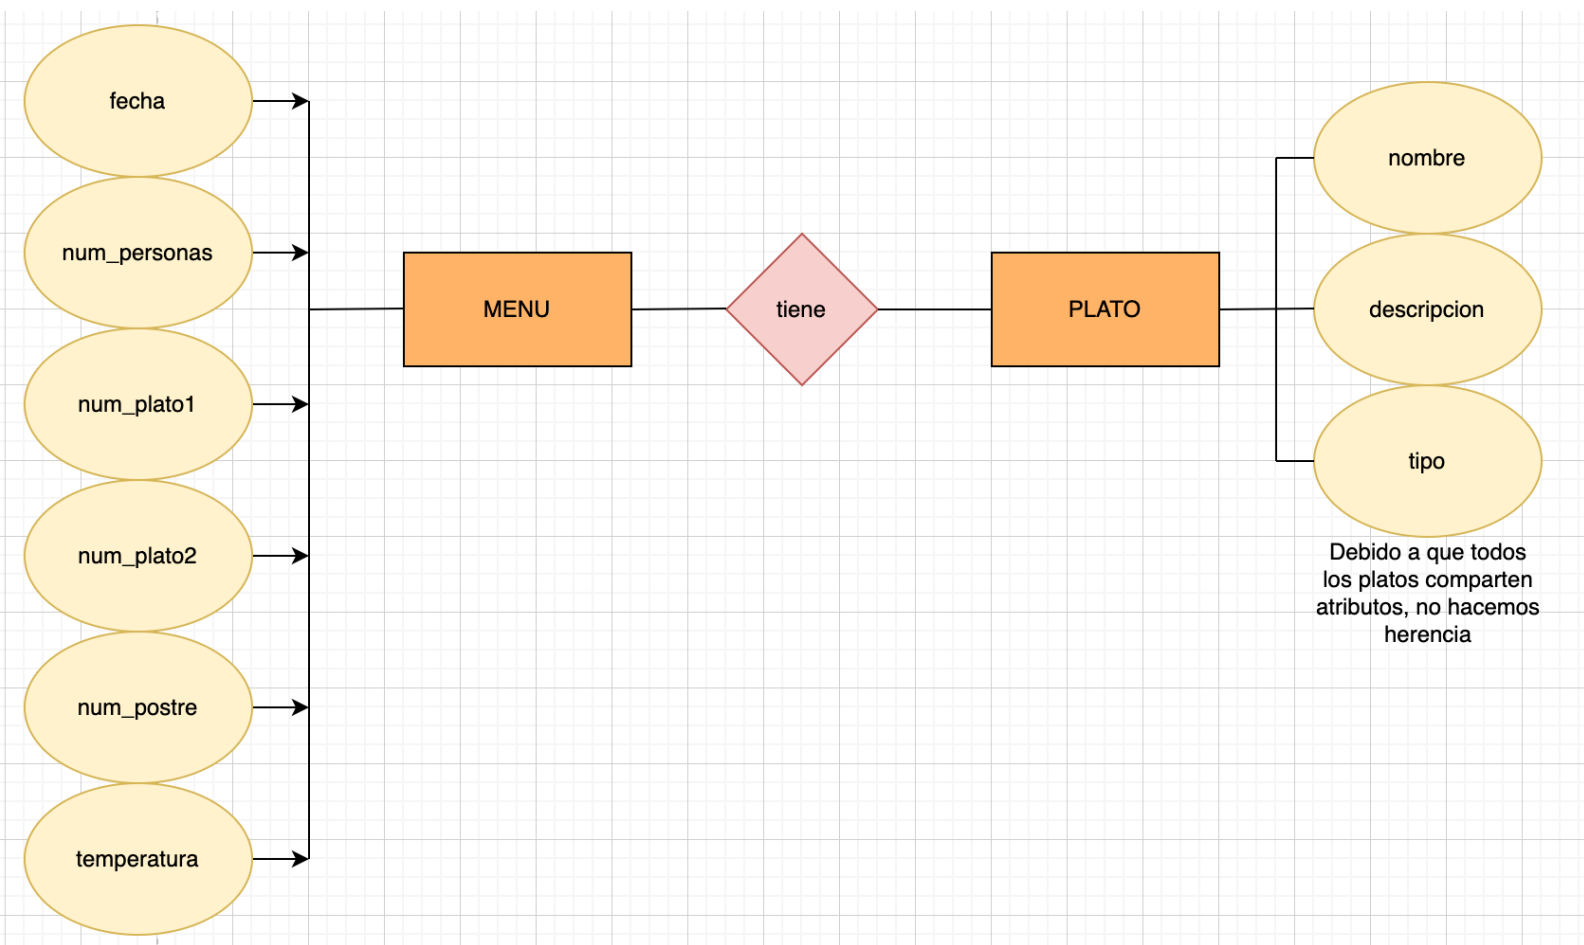 fecha
num_personas
num_plato1
num_plato2
num_postre
temperatura
MENU
tiene
PLATO
nombre
descripcion
tipo
Debido a que todos
los platos comparten
atributos, no hacemos
herencia